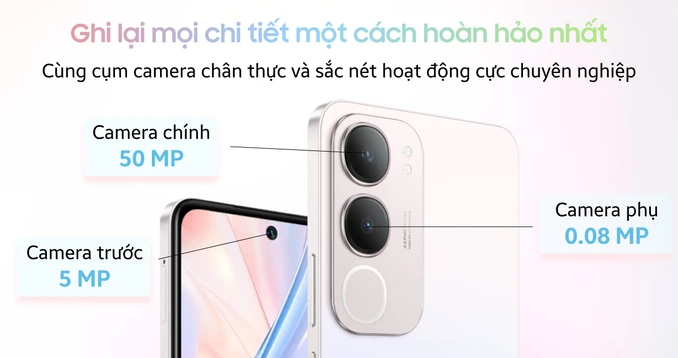 Ghi lại mọi chi tiết một cách hoàn hảo nhất
Cùng cụm camera chân thực và sắc nét hoạt động cực chuyên nghiệp
Camera chính
50 MP
Camera phụ
0.08 MP
Camera trước
5 MP